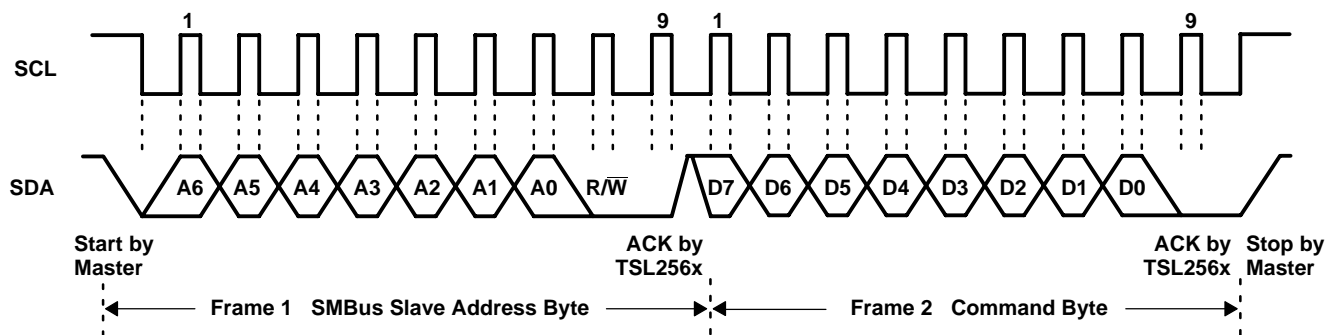 1 9 1 9
SCL
SDA A6 A5 A4 A3 A2 A1 A0 R/W̅ D7 D6 D5 D4 D3 D2 D1 D0
Start by Master
ACK by TSL256x
ACK by TSL256x
Stop by Master
Frame 1 SMBus Slave Address Byte
Frame 2 Command Byte